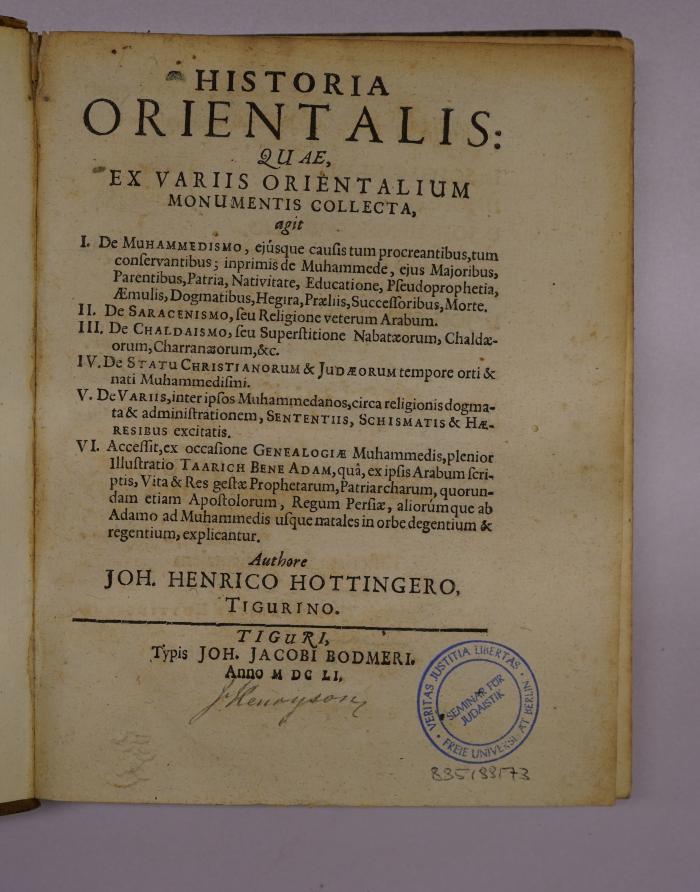 HISTORIA
ORIENTALIS:
QUAE,
EX VARIIS ORIENTALIUM
MONUMENTIS COLLECTA,
agit
I. De MUHAMMEDISMO, ejúsque cauſis tum procreantibus, tum
conſervantibus; inprimis de Muhammede, ejus Majoribus,
Parentibus, Patria, Nativitate, Educatione, Pſeudoprophetia,
Æmulis, Dogmatibus, Hegira, Præliis, Succeſſoribus, Morte.
II. De SARACENISMO, ſeu Religione veterum Arabum.
III. De CHALDAISMO, ſeu Superſtitione Nabatæorum, Chaldæ-
orum, Charranæorum, &c.
IV. De STATU CHRISTIANORUM & JUDÆORUM tempore orti &
nati Muhammediſmi.
V. De VARIIS, inter ipſos Muhammedanos, circa religionis dogma-
ta & adminiſtrationem, SENTENTIIS, SCHISMATIS & HÆ-
RESIBUS excitatis.
VI. Acceſſit, ex occaſione GENEALOGIÆ Muhammedis, plenior
Illuſtratio TAARICH BENE ADAM, quâ, ex ipſis Arabum ſcri-
ptis, Vita & Res geſtæ Prophetarum, Patriarcharum, quorun-
dam etiam Apoſtolorum, Regum Perſiæ, aliorúmque ab
Adamo ad Muhammedis uſque natales in orbe degentium &
regentium, explicantur.
Authore
JOH. HENRICO HOTTINGERO,
TIGURINO.
TIGURI,
Typis JOH. JACOBI BODMERI.
Anno M DC LI.
J. Henryson
VERITAS JUSTITIA LIBERTAS
SEMINAR FÜR
JUDAISTIK
FREIE UNIVERSITÄT BERLIN
835/89/73